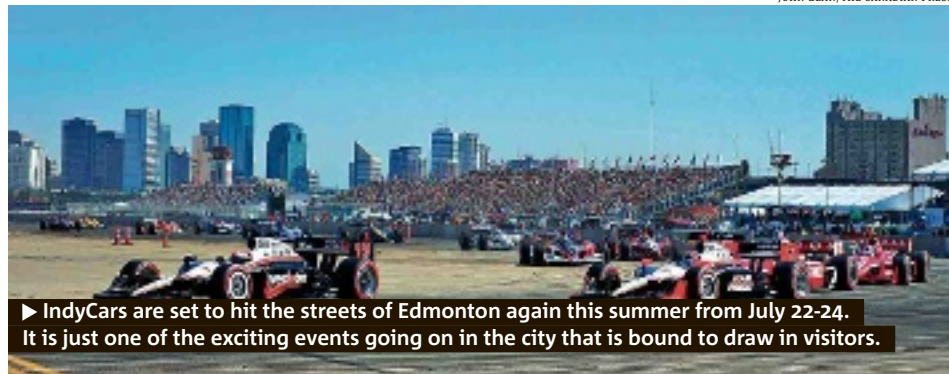 ▶ IndyCars are set to hit the streets of Edmonton again this summer from July 22-24.
It is just one of the exciting events going on in the city that is bound to draw in visitors.